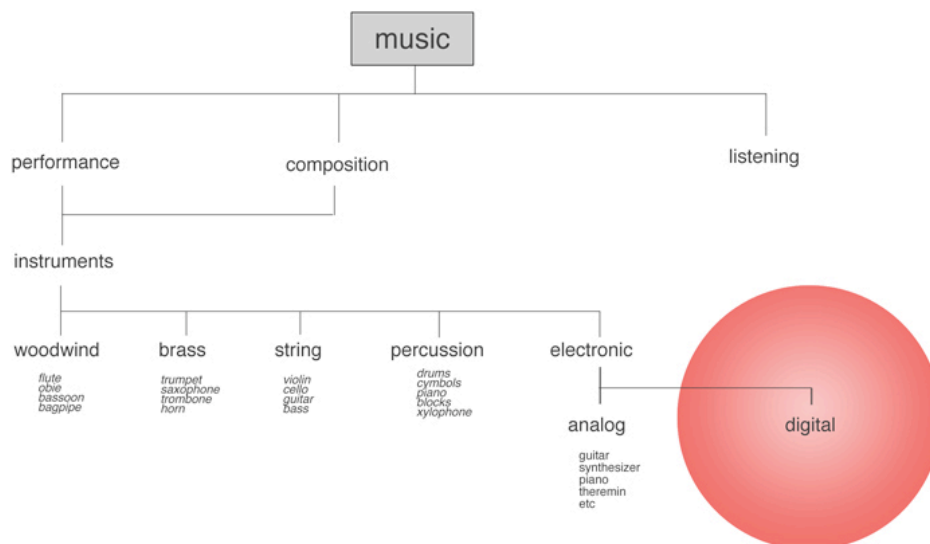 music
performance
composition
listening
instruments
woodwind
brass
string
percussion
electronic
flute
obie
bassoon
bagpipe
trumpet
saxophone
trombone
horn
violin
cello
guitar
bass
drums
cymbols
piano
blocks
xylophone
analog
digital
guitar
synthesizer
piano
theremin
etc